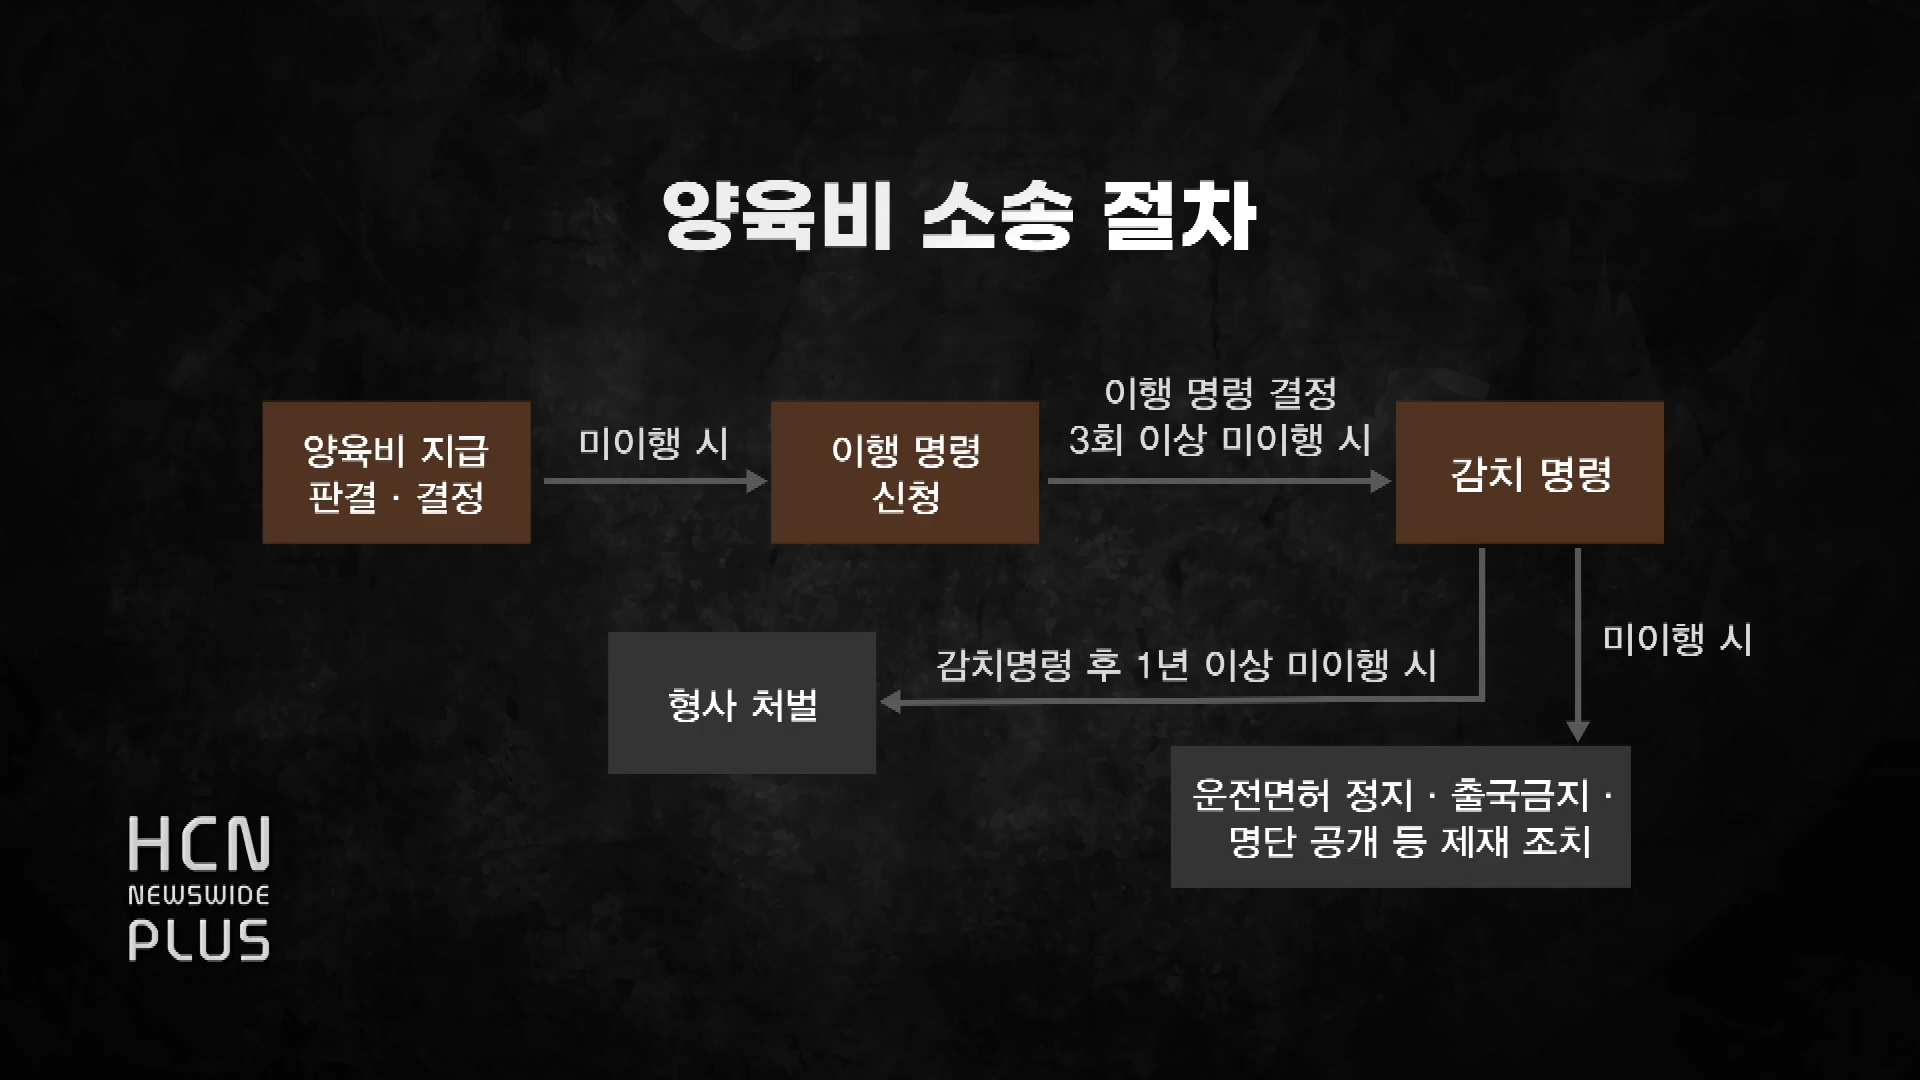 양육비 소송 절차
양육비 지급
판결 · 결정
미이행 시
이행 명령
신청
이행 명령 결정
3회 이상 미이행 시
감치 명령
미이행 시
감치명령 후 1년 이상 미이행 시
형사 처벌
운전면허 정지 · 출국금지 ·
명단 공개 등 제재 조치
HCN
NEWSWIDE
PLUS